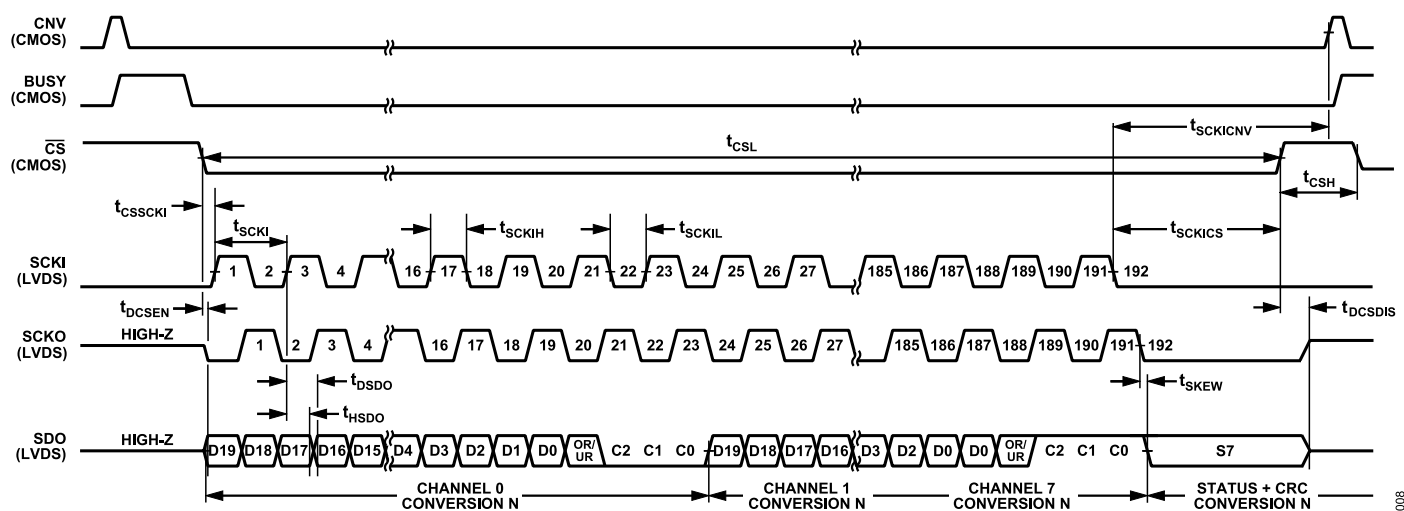 CNV
(CMOS)
BUSY
(CMOS)
tSCKICNV
CS
(CMOS)
tCSL
tCSH
tCSSCKI
tSCKI
tSCKIH
tSCKIL
tSCKICS
SCKI
(LVDS)
1 2 3 4 16 17 18 19 20 21 22 23 24 25 26 27 185 186 187 188 189 190 191 192
tDCSEN
tDCSDIS
SCKO
(LVDS)
HIGH-Z
1 2 3 4 16 17 18 19 20 21 22 23 24 25 26 27 185 186 187 188 189 190 191 192
tDSDO
tSKEW
tHSDO
SDO
(LVDS)
HIGH-Z
D19 D18 D17 D16 D15 D4 D3 D2 D1 D0 OR/ UR C2 C1 C0 D19 D18 D17 D16 D3 D2 D0 D0 OR/ UR C2 C1 C0 S7
CHANNEL 0
CONVERSION N
CHANNEL 1
CONVERSION N
CHANNEL 7
CONVERSION N
STATUS + CRC
CONVERSION N
008